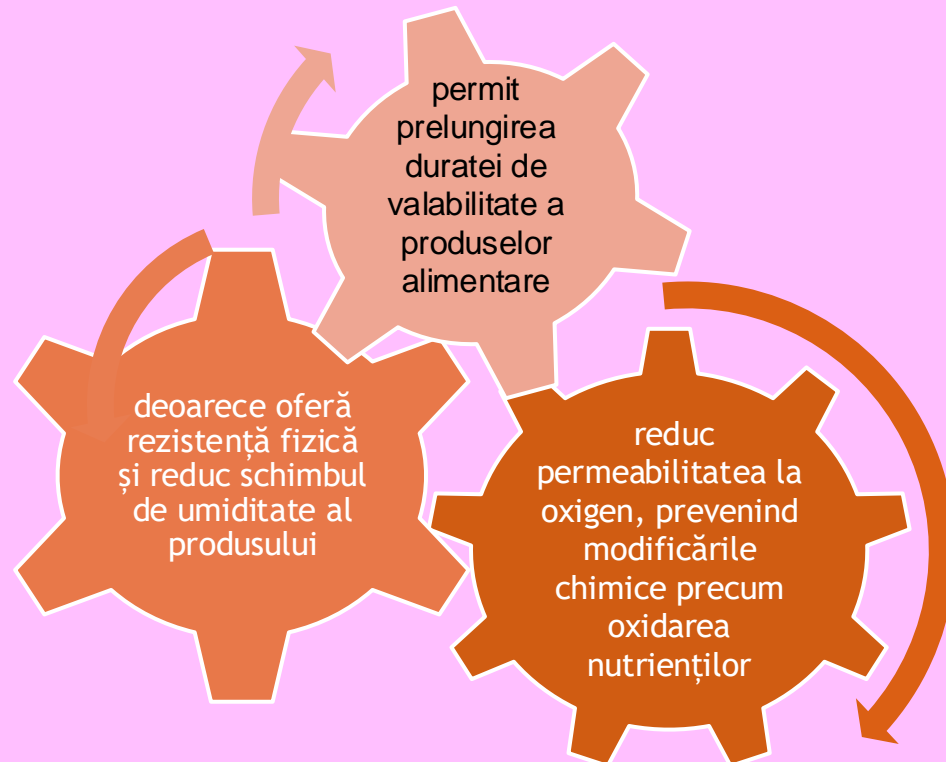 permit
prelungirea
duratei de
valabilitate a
produselor
alimentare
deoarece oferă
rezistență fizică
și reduc schimbul
de umiditate al
produsului
reduc
permeabilitatea la
oxigen, prevenind
modificările
chimice precum
oxidarea
nutrienților